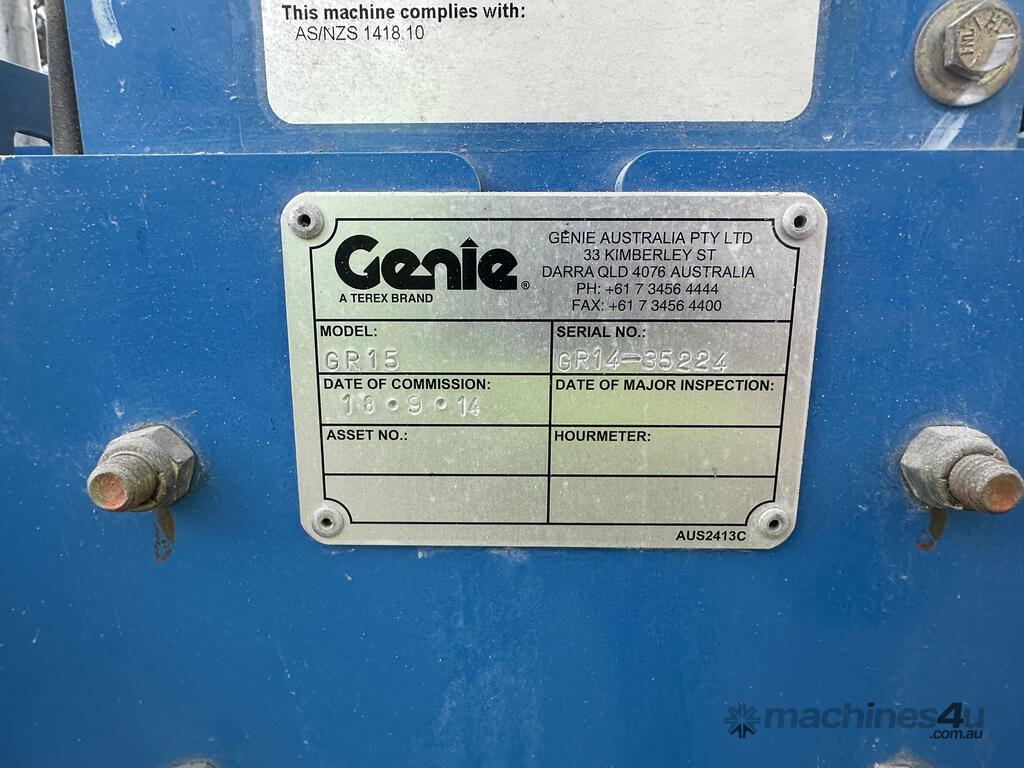 This machine complies with:
AS/NZS 1418.10
Genie®
A TEREX BRAND
GENIE AUSTRALIA PTY LTD
33 KIMBERLEY ST
DARRA QLD 4076 AUSTRALIA
PH: +61 7 3456 4444
FAX: +61 7 3456 4400
MODEL:
GR15
SERIAL NO.:
GR14-35224
DATE OF COMMISSION:
18•9•14
DATE OF MAJOR INSPECTION:
ASSET NO.:
HOURMETER:
AUS2413C
machines4u
.com.au